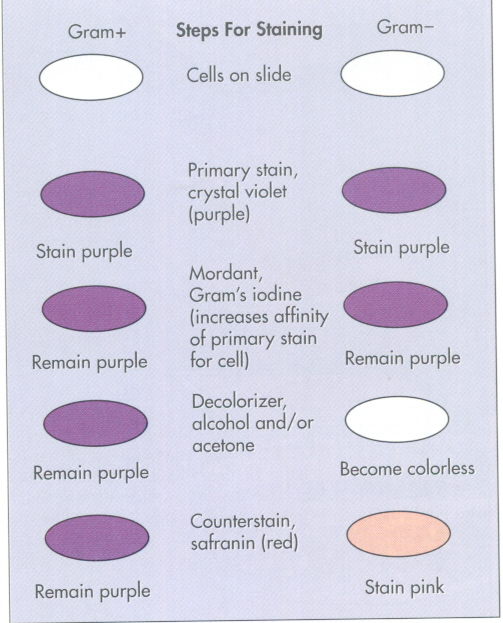 Gram+
Steps For Staining
Gram–
Cells on slide
Primary stain,
crystal violet
(purple)
Stain purple
Stain purple
Mordant,
Gram's iodine
(increases affinity
of primary stain
for cell)
Remain purple
Remain purple
Decolorizer,
alcohol and/or
acetone
Remain purple
Become colorless
Counterstain,
safranin (red)
Remain purple
Stain pink